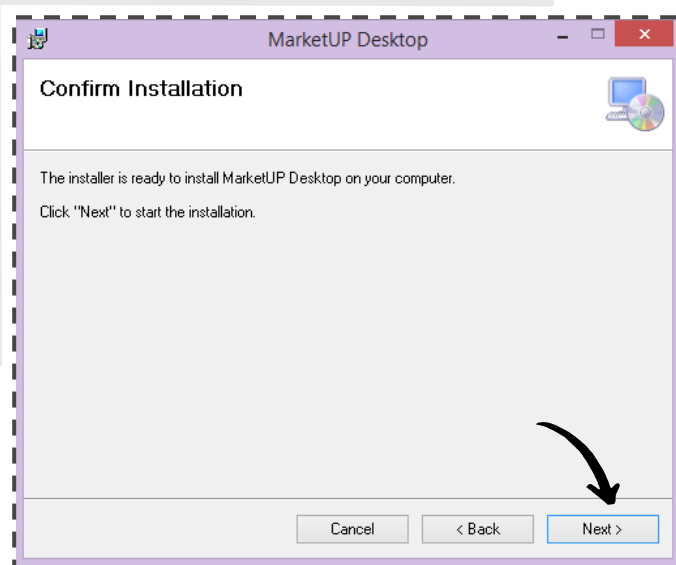 MarketUP Desktop
Confirm Installation
The installer is ready to install MarketUP Desktop on your computer.
Click "Next" to start the installation.
Cancel
< Back
Next >